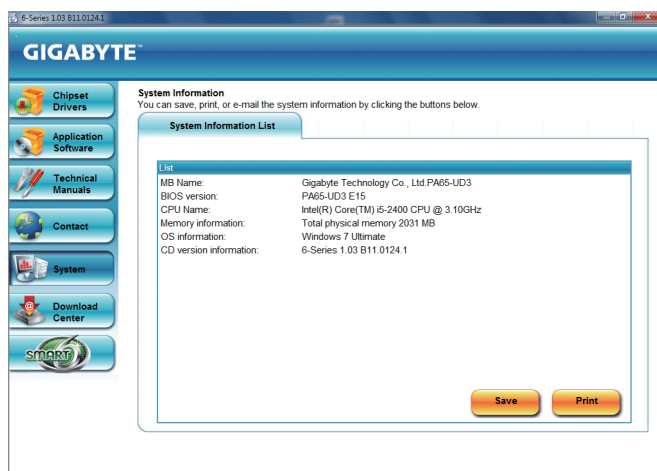 6-Series 1.03 B11.0124.1
GIGABYTE™
Chipset
Drivers
Application
Software
Technical
Manuals
Contact
System
Download
Center
SMART6
System Information
You can save, print, or e-mail the system information by clicking the buttons below.
System Information List
List
MB Name: Gigabyte Technology Co., Ltd.PA65-UD3
BIOS version: PA65-UD3 E15
CPU Name: Intel(R) Core(TM) i5-2400 CPU @ 3.10GHz
Memory information: Total physical memory 2031 MB
OS information: Windows 7 Ultimate
CD version information: 6-Series 1.03 B11.0124.1
Save Print